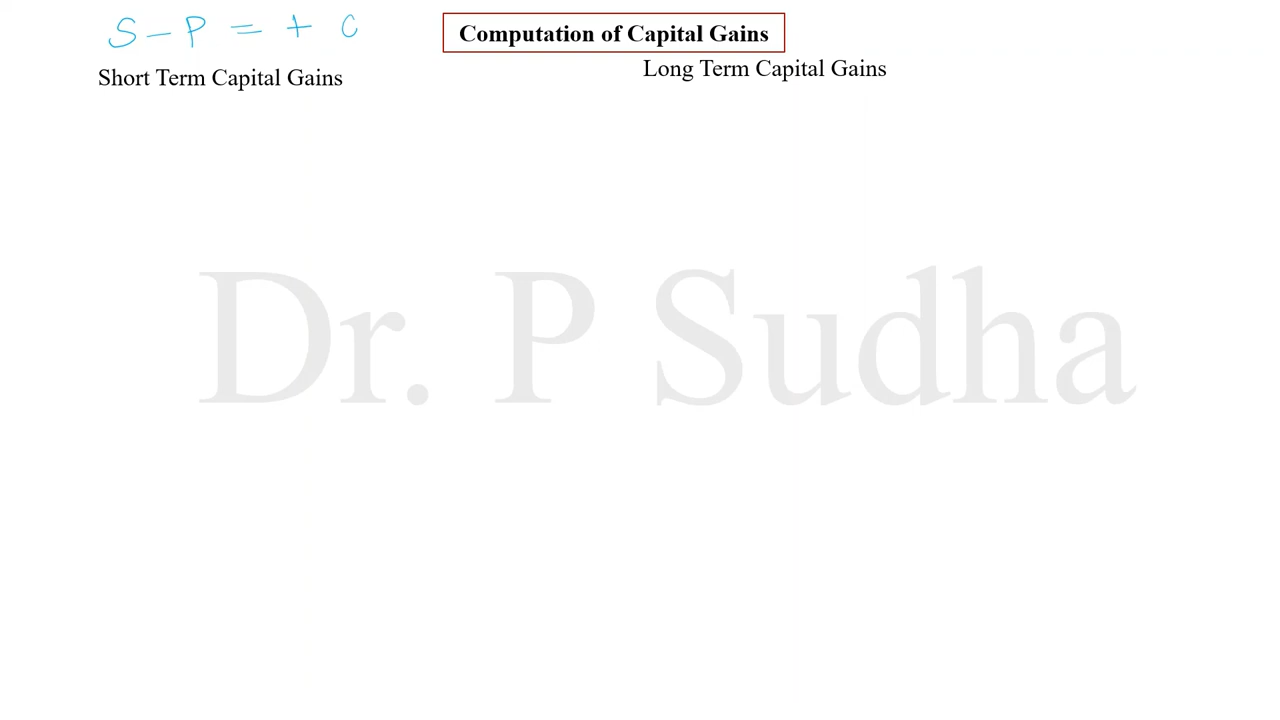 S - P = + C
Computation of Capital Gains
Short Term Capital Gains
Long Term Capital Gains
Dr. P Sudha